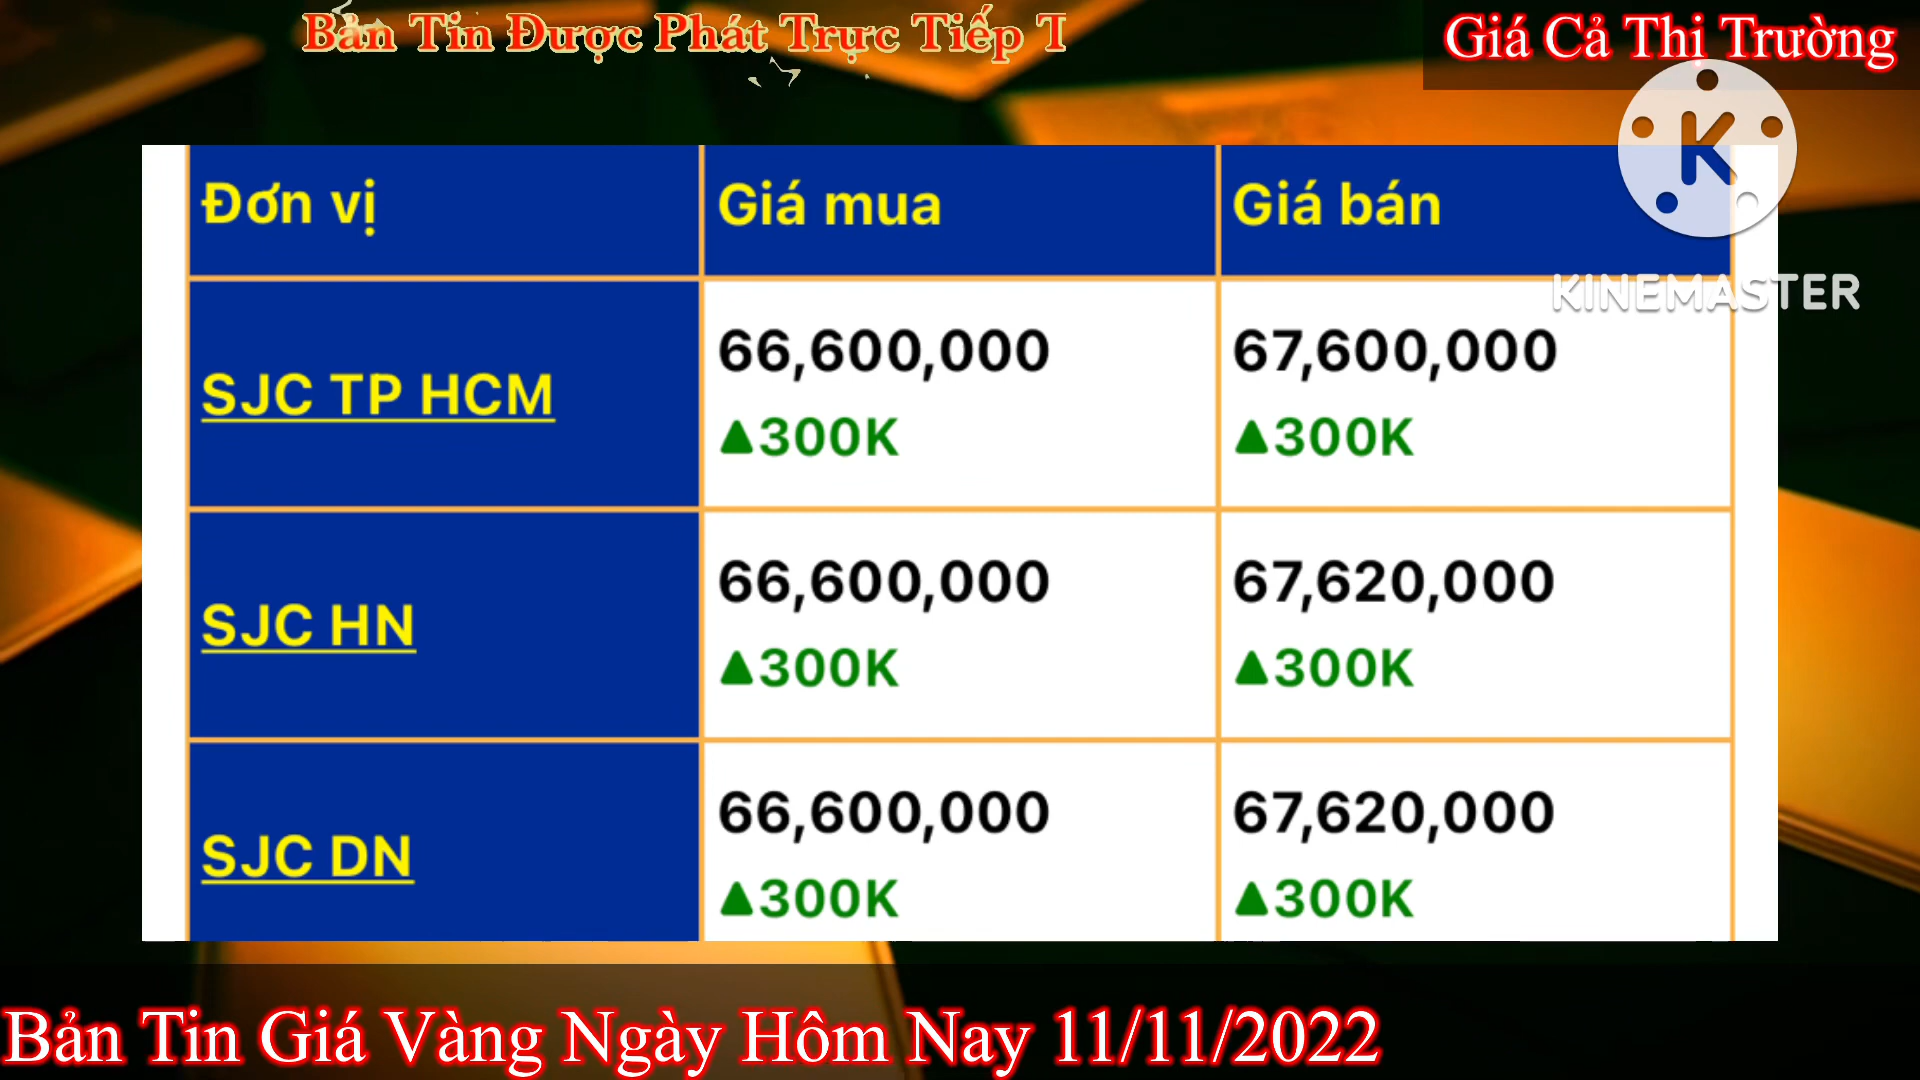 Bản Tin Được Phát Trực Tiếp T
Giá Cả Thị Trường
K
KINEMASTER
Đơn vị Giá mua Giá bán
SJC TP HCM 66,600,000 67,600,000
▲300K ▲300K
SJC HN 66,600,000 67,620,000
▲300K ▲300K
SJC DN 66,600,000 67,620,000
▲300K ▲300K
Bản Tin Giá Vàng Ngày Hôm Nay 11/11/2022